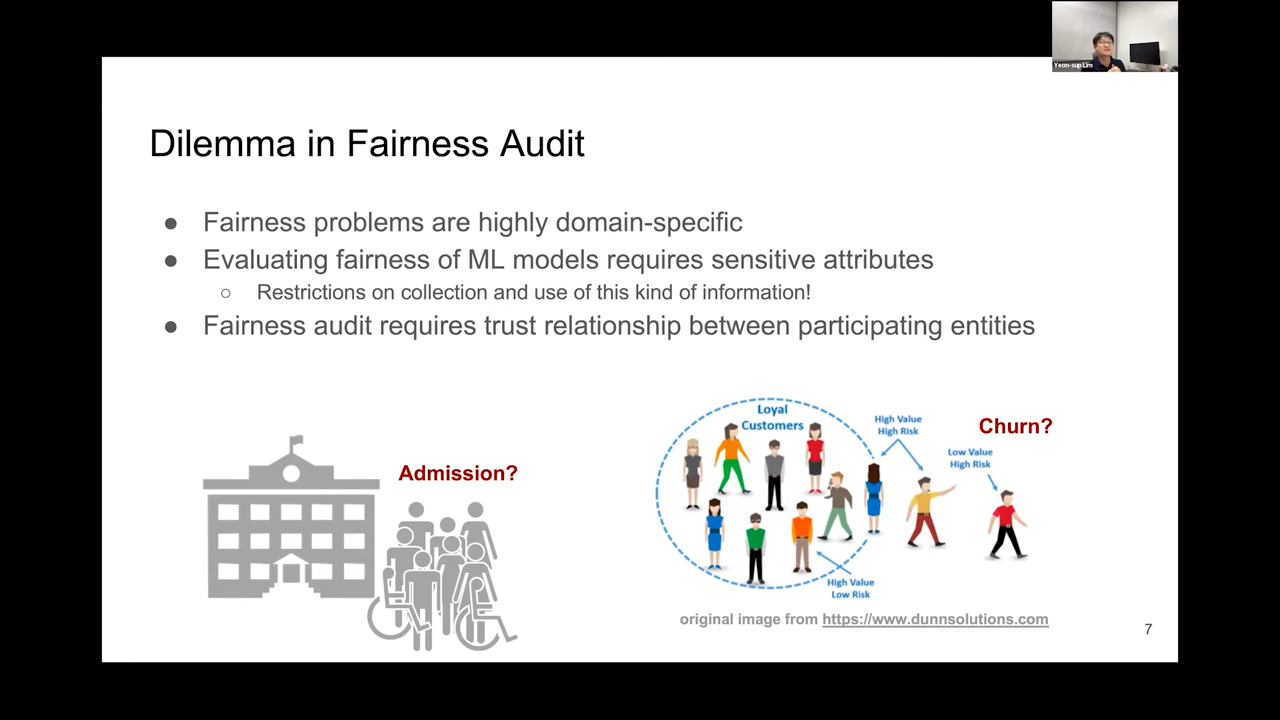 Yeon-sup Lim
Dilemma in Fairness Audit
● Fairness problems are highly domain-specific
● Evaluating fairness of ML models requires sensitive attributes
○ Restrictions on collection and use of this kind of information!
● Fairness audit requires trust relationship between participating entities
Admission?
Loyal
Customers
High Value
High Risk
Churn?
Low Value
High Risk
High Value
Low Risk
original image from https://www.dunnsolutions.com
7